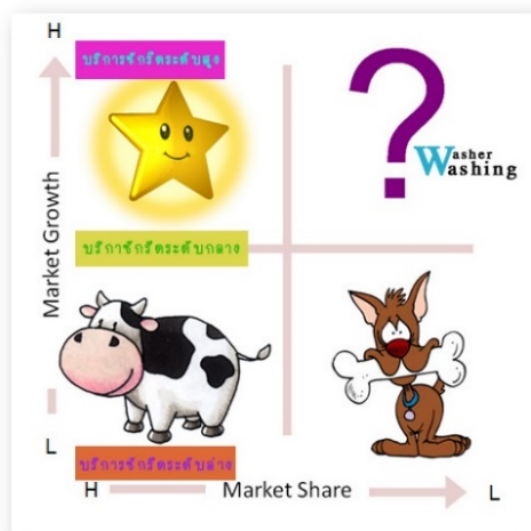 H
บริการซักรีดระดับสูง
Washer
Washing
Market Growth
บริกาซักรีดระดับกลาง
L
บริการซักรีดระดับล่าง
H
Market Share
L